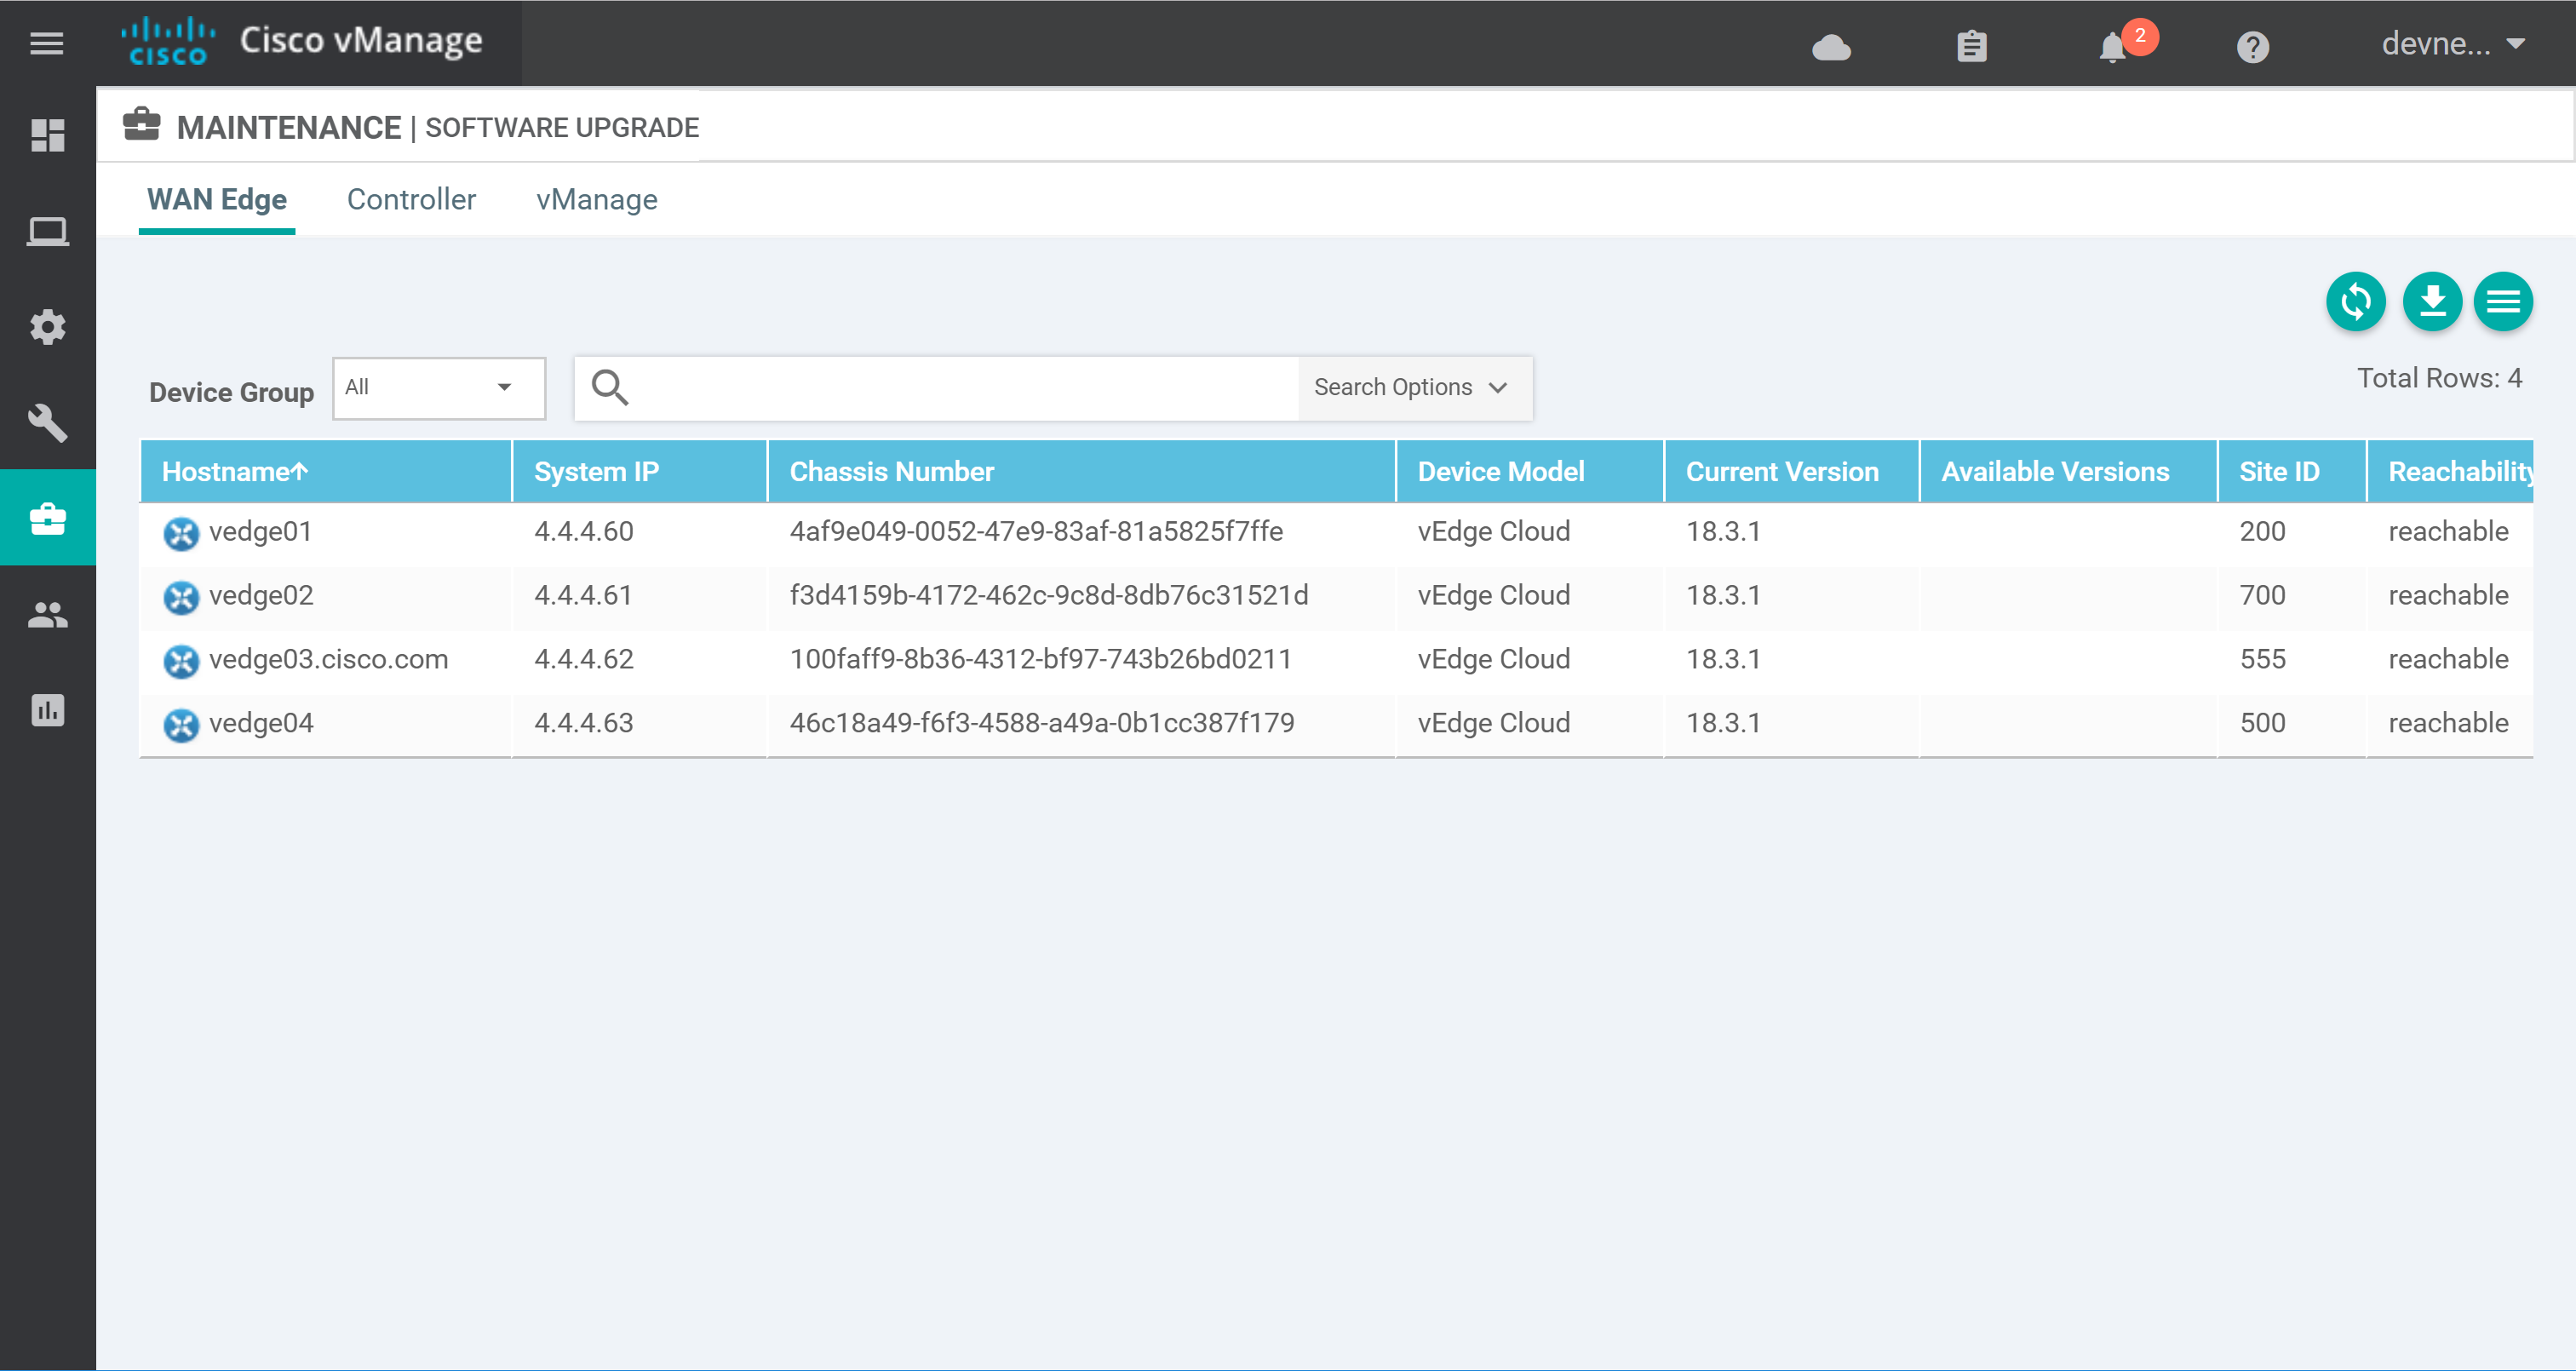 CISCO Cisco vManage 2 devne...
MAINTENANCE | SOFTWARE UPGRADE
WAN Edge Controller vManage
Device Group All Search Options Total Rows: 4
Hostname System IP Chassis Number Device Model Current Version Available Versions Site ID Reachability
vedge01 4.4.4.60 4af9e049-0052-47e9-83af-81a5825f7ffe vEdge Cloud 18.3.1 200 reachable
vedge02 4.4.4.61 f3d4159b-4172-462c-9c8d-8db76c31521d vEdge Cloud 18.3.1 700 reachable
vedge03.cisco.com 4.4.4.62 100faff9-8b36-4312-bf97-743b26bd0211 vEdge Cloud 18.3.1 555 reachable
vedge04 4.4.4.63 46c18a49-f6f3-4588-a49a-0b1cc387f179 vEdge Cloud 18.3.1 500 reachable